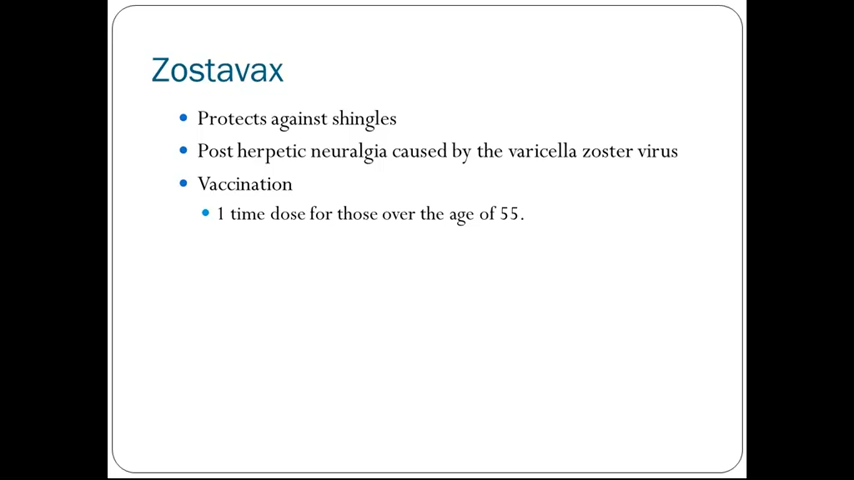 Zostavax
Protects against shingles
Post herpetic neuralgia caused by the varicella zoster virus
Vaccination
1 time dose for those over the age of 55.